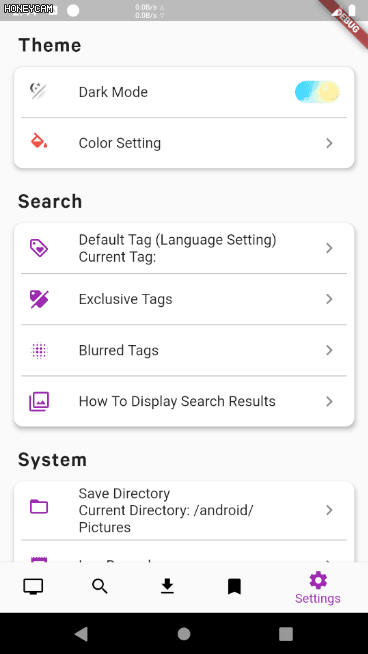 HONEYCAM
0.0B/s
0.0B/s
DEBUG
Theme
Dark Mode
Color Setting
Search
Default Tag (Language Setting)
Current Tag:
Exclusive Tags
Blurred Tags
How To Display Search Results
System
Save Directory
Current Directory: /android/
Pictures
Settings